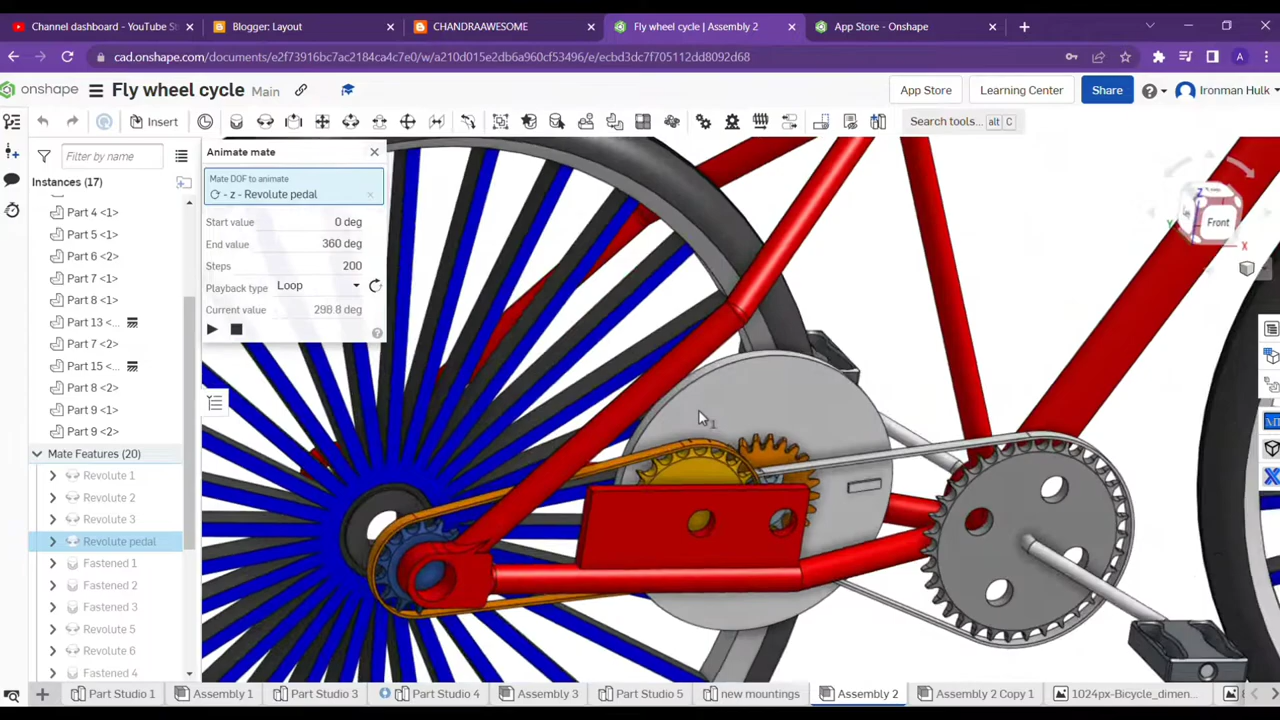 Channel dashboard - YouTube S
Blogger: Layout
CHANDRAAWESOME
Fly wheel cycle | Assembly 2
App Store - Onshape
cad.onshape.com/documents/e2f73916bc7ac2184ca4cf0c/w/a210d015e2db6a960cf53496/e/ecbd3dc7f705112dd8092d68
onshape
Fly wheel cycle Main
App Store
Learning Center
Share
Ironman Hulk
Insert
Search tools... alt C
Filter by name
Instances (17)
Part 4 <1>
Part 5 <1>
Part 6 <2>
Part 7 <1>
Part 8 <1>
Part 13 <...
Part 7 <2>
Part 15 <...
Part 8 <2>
Part 9 <1>
Part 9 <2>
Mate Features (20)
Revolute 1
Revolute 2
Revolute 3
Revolute pedal
Fastened 1
Fastened 2
Fastened 3
Revolute 5
Revolute 6
Fastened 4
Animate mate
Mate DOF to animate
- z - Revolute pedal
Start value 0 deg
End value 360 deg
Steps 200
Playback type Loop
Current value 298.8 deg
Z
Front
Y
X
Part Studio 1
Assembly 1
Part Studio 3
Part Studio 4
Assembly 3
Part Studio 5
new mountings
Assembly 2
Assembly 2 Copy 1
1024px-Bicycle_dimen...